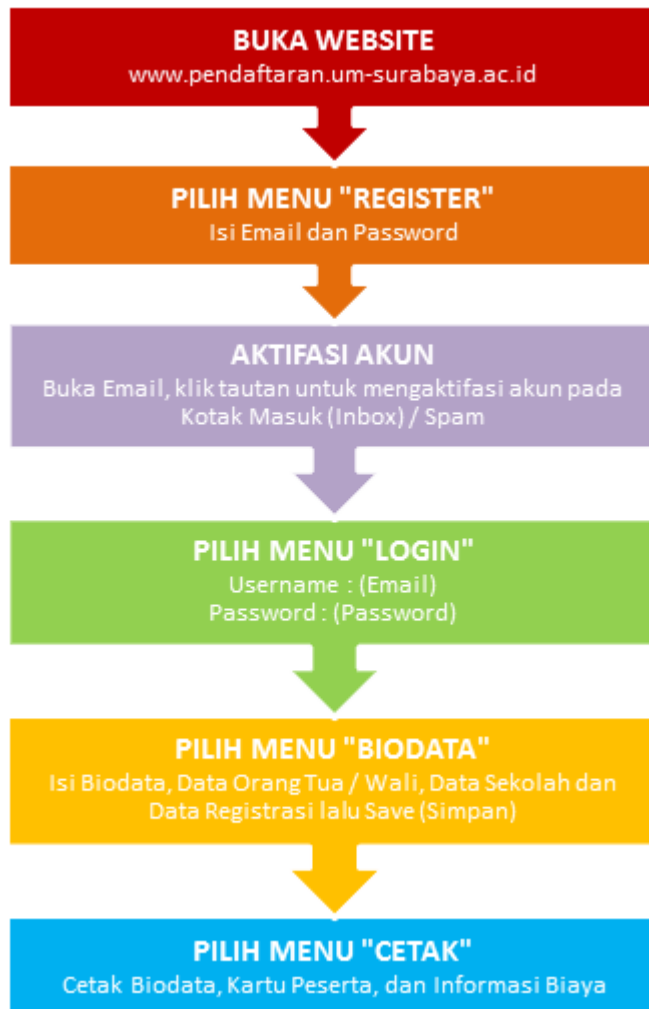 BUKA WEBSITE
www.pendaftaran.um-surabaya.ac.id
PILIH MENU "REGISTER"
Isi Email dan Password
AKTIFASI AKUN
Buka Email, klik tautan untuk mengaktifasi akun pada
Kotak Masuk (Inbox) / Spam
PILIH MENU "LOGIN"
Username : (Email)
Password : (Password)
PILIH MENU "BIODATA"
Isi Biodata, Data Orang Tua / Wali, Data Sekolah dan
Data Registrasi lalu Save (Simpan)
PILIH MENU "CETAK"
Cetak Biodata, Kartu Peserta, dan Informasi Biaya